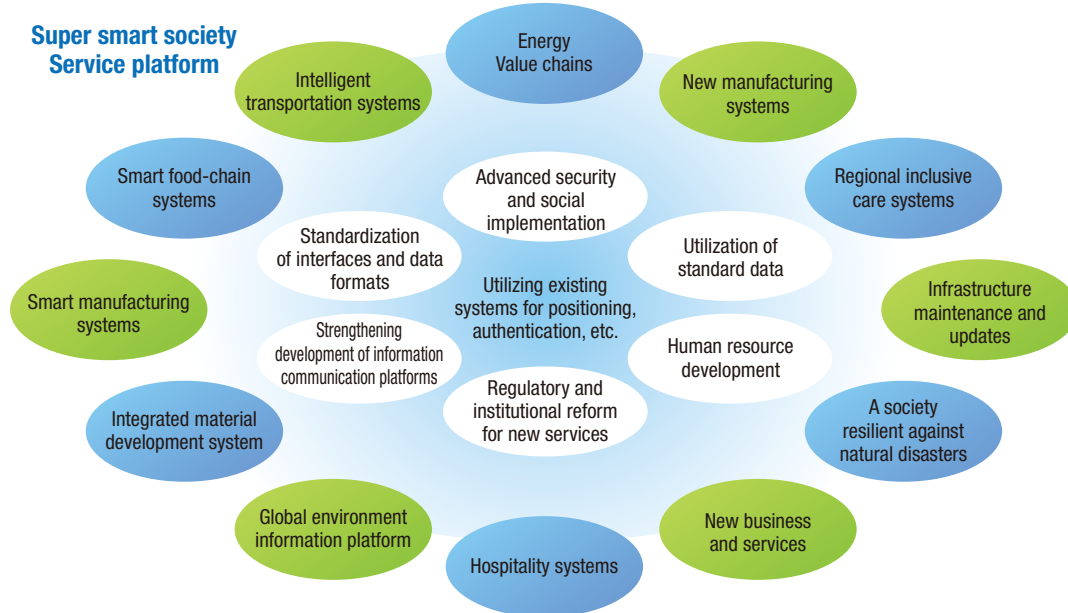 Super smart society
Service platform
Energy
Value chains
Intelligent
transportation systems
New manufacturing
systems
Smart food-chain
systems
Regional inclusive
care systems
Advanced security
and social
implementation
Standardization
of interfaces and data
formats
Utilization of
standard data
Utilizing existing
systems for positioning,
authentication, etc.
Smart manufacturing
systems
Infrastructure
maintenance and
updates
Strengthening
development of information
communication platforms
Human resource
development
Regulatory and
institutional reform
for new services
Integrated material
development system
A society
resilient against
natural disasters
Global environment
information platform
New business
and services
Hospitality systems